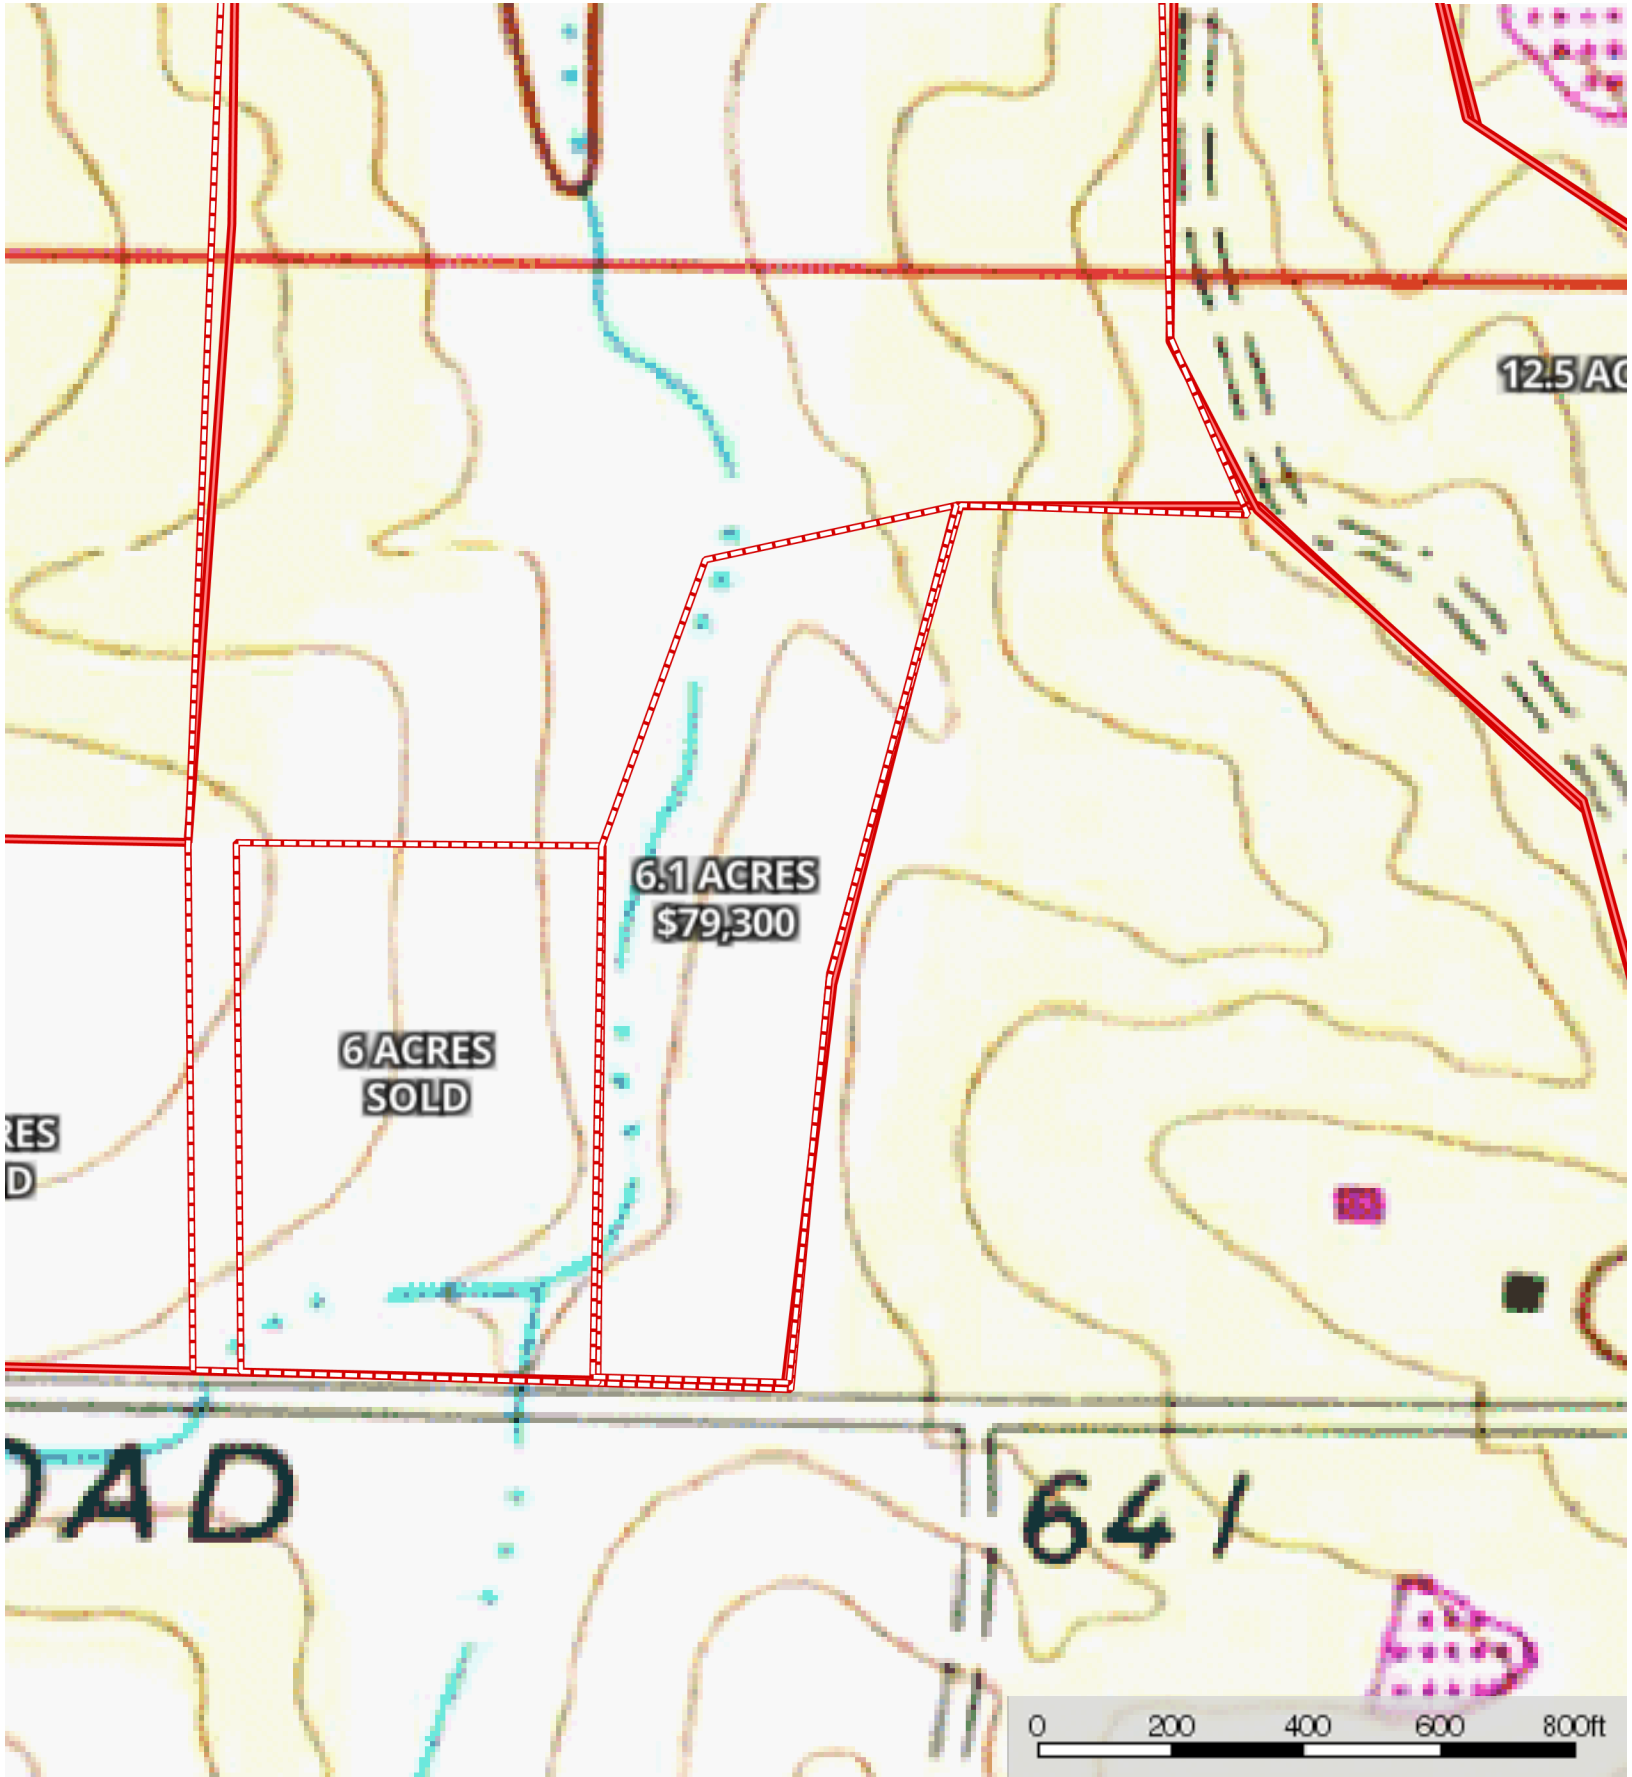 12.5 AC
6.1 ACRES
$79,300
6 ACRES
SOLD
RES
D
OAD
641
0 200 400 600 800ft